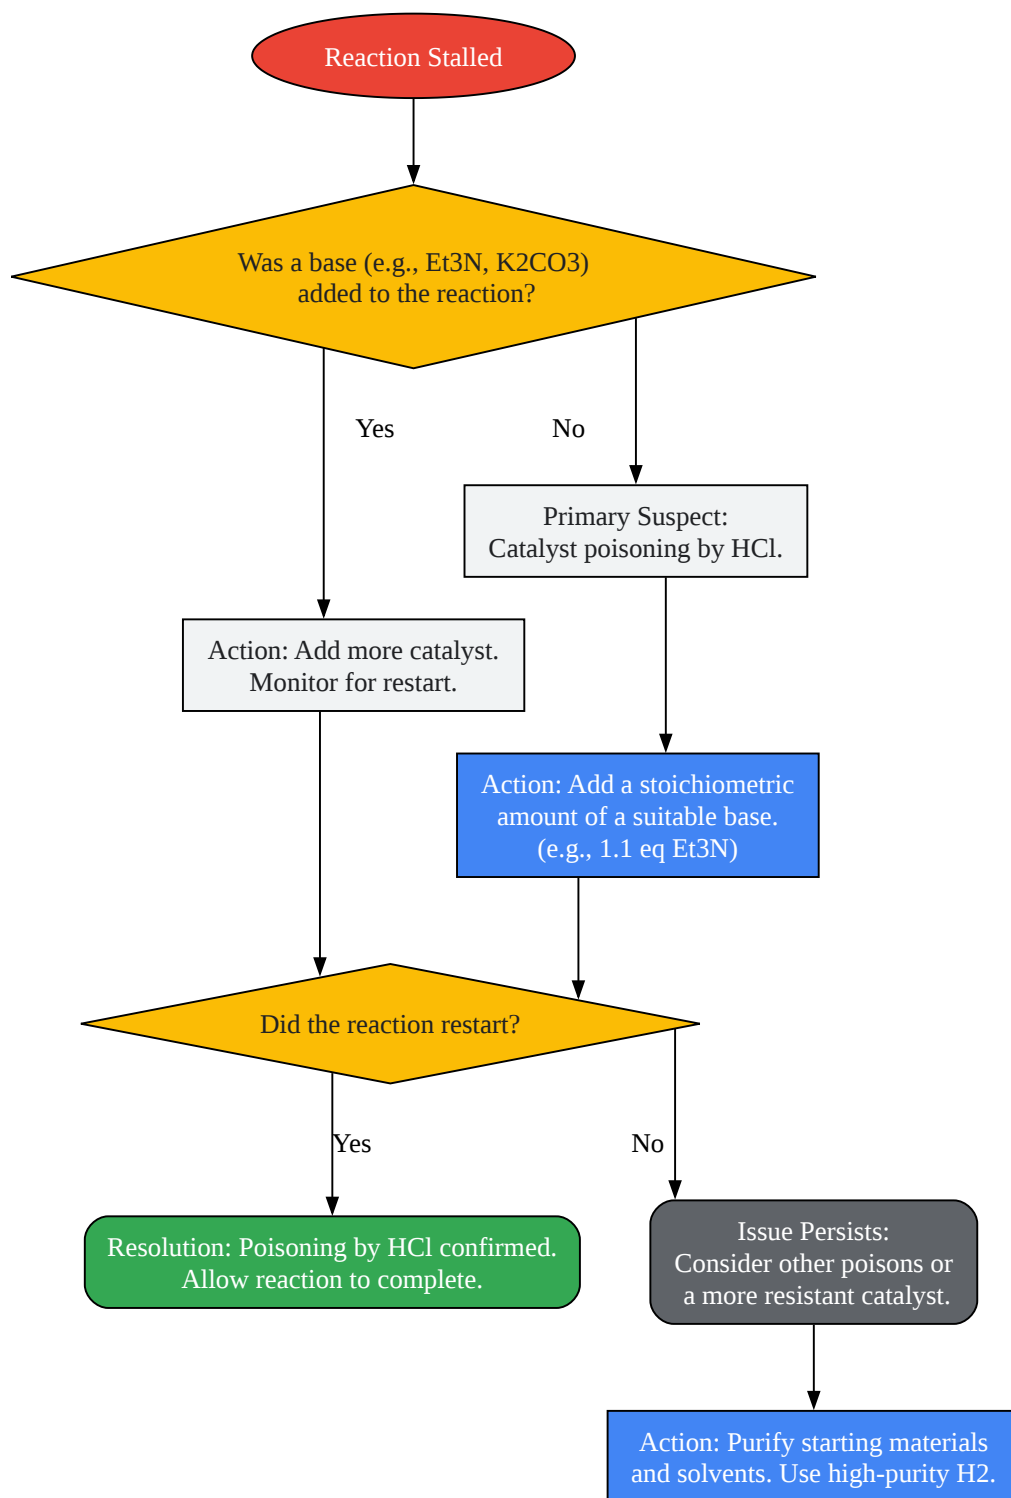 Reaction Stalled
Was a base (e.g., Et3N, K2CO3)
added to the reaction?
Yes
No
Primary Suspect:
Catalyst poisoning by HCl.
Action: Add more catalyst.
Monitor for restart.
Action: Add a stoichiometric
amount of a suitable base.
(e.g., 1.1 eq Et3N)
Did the reaction restart?
Yes
No
Resolution: Poisoning by HCl confirmed.
Allow reaction to complete.
Issue Persists:
Consider other poisons or
a more resistant catalyst.
Action: Purify starting materials
and solvents. Use high-purity H2.